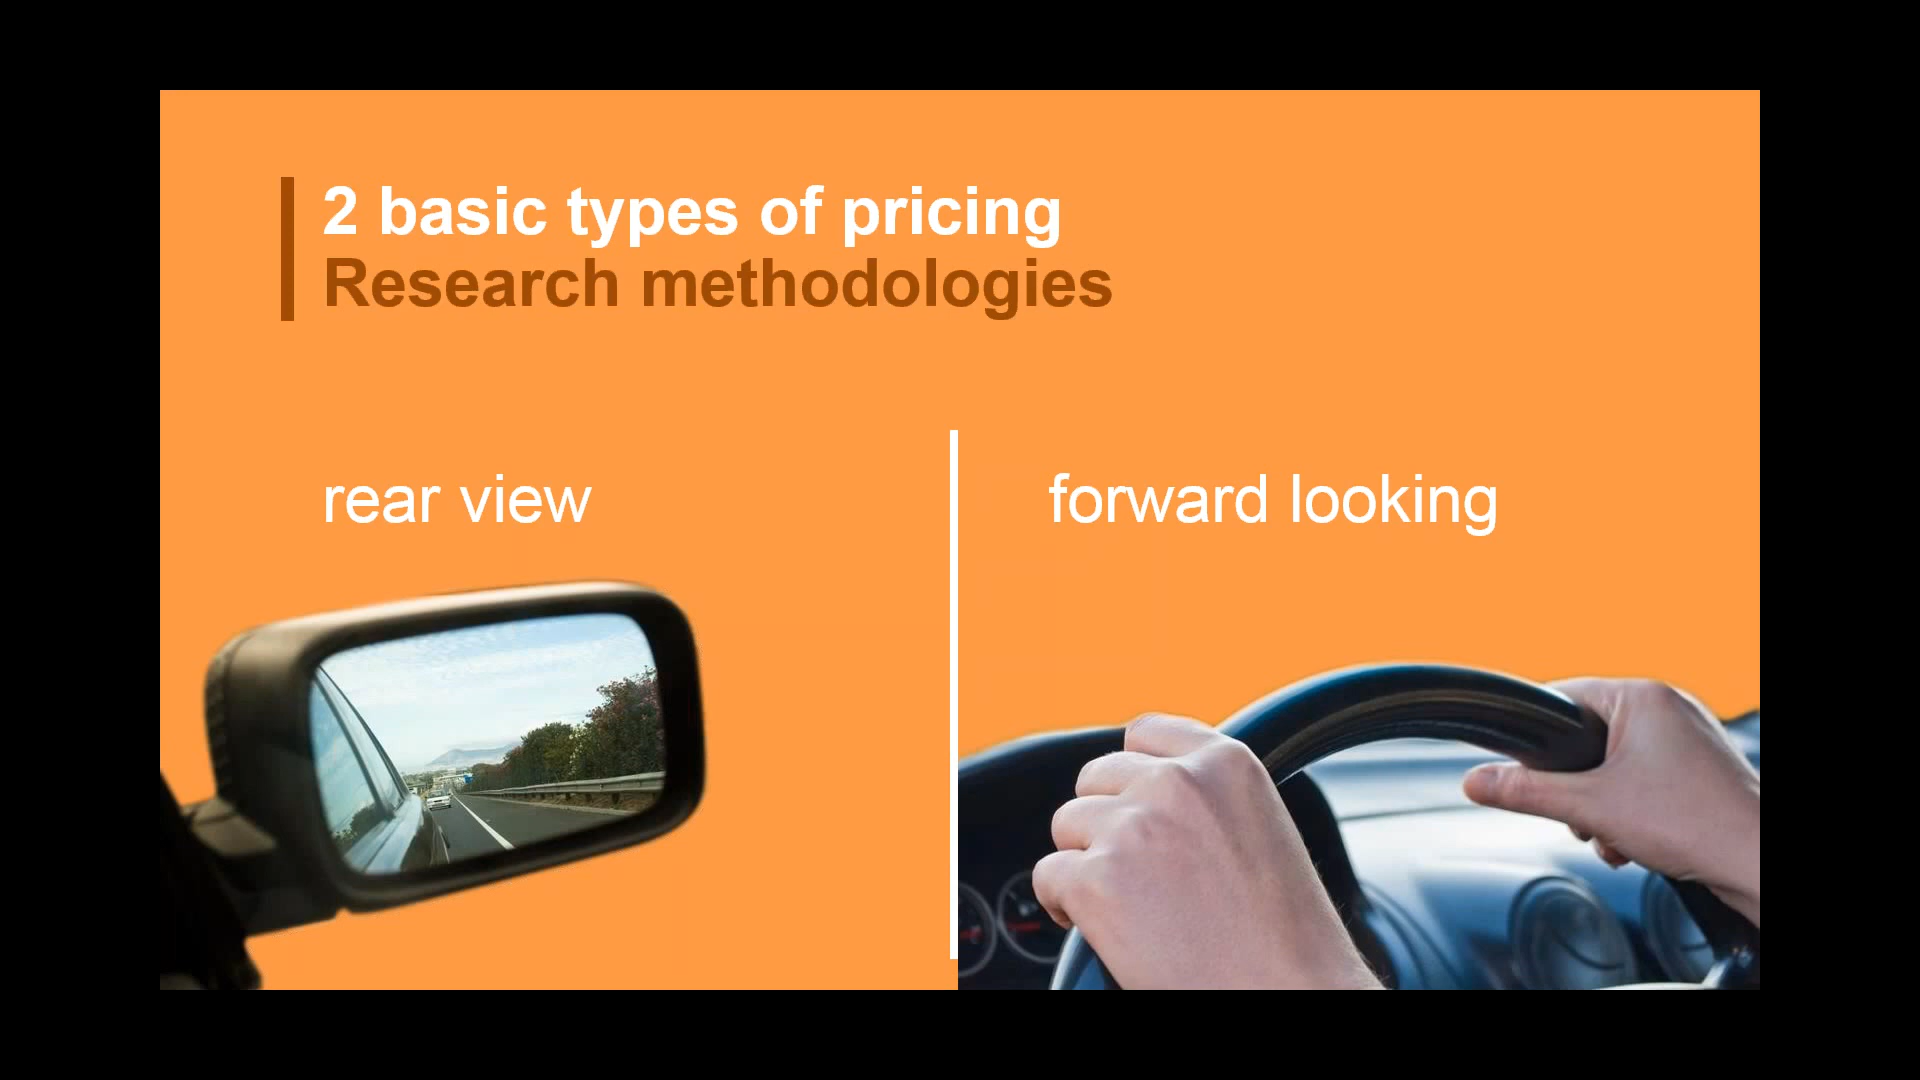 2 basic types of pricing
Research methodologies
rear view
forward looking